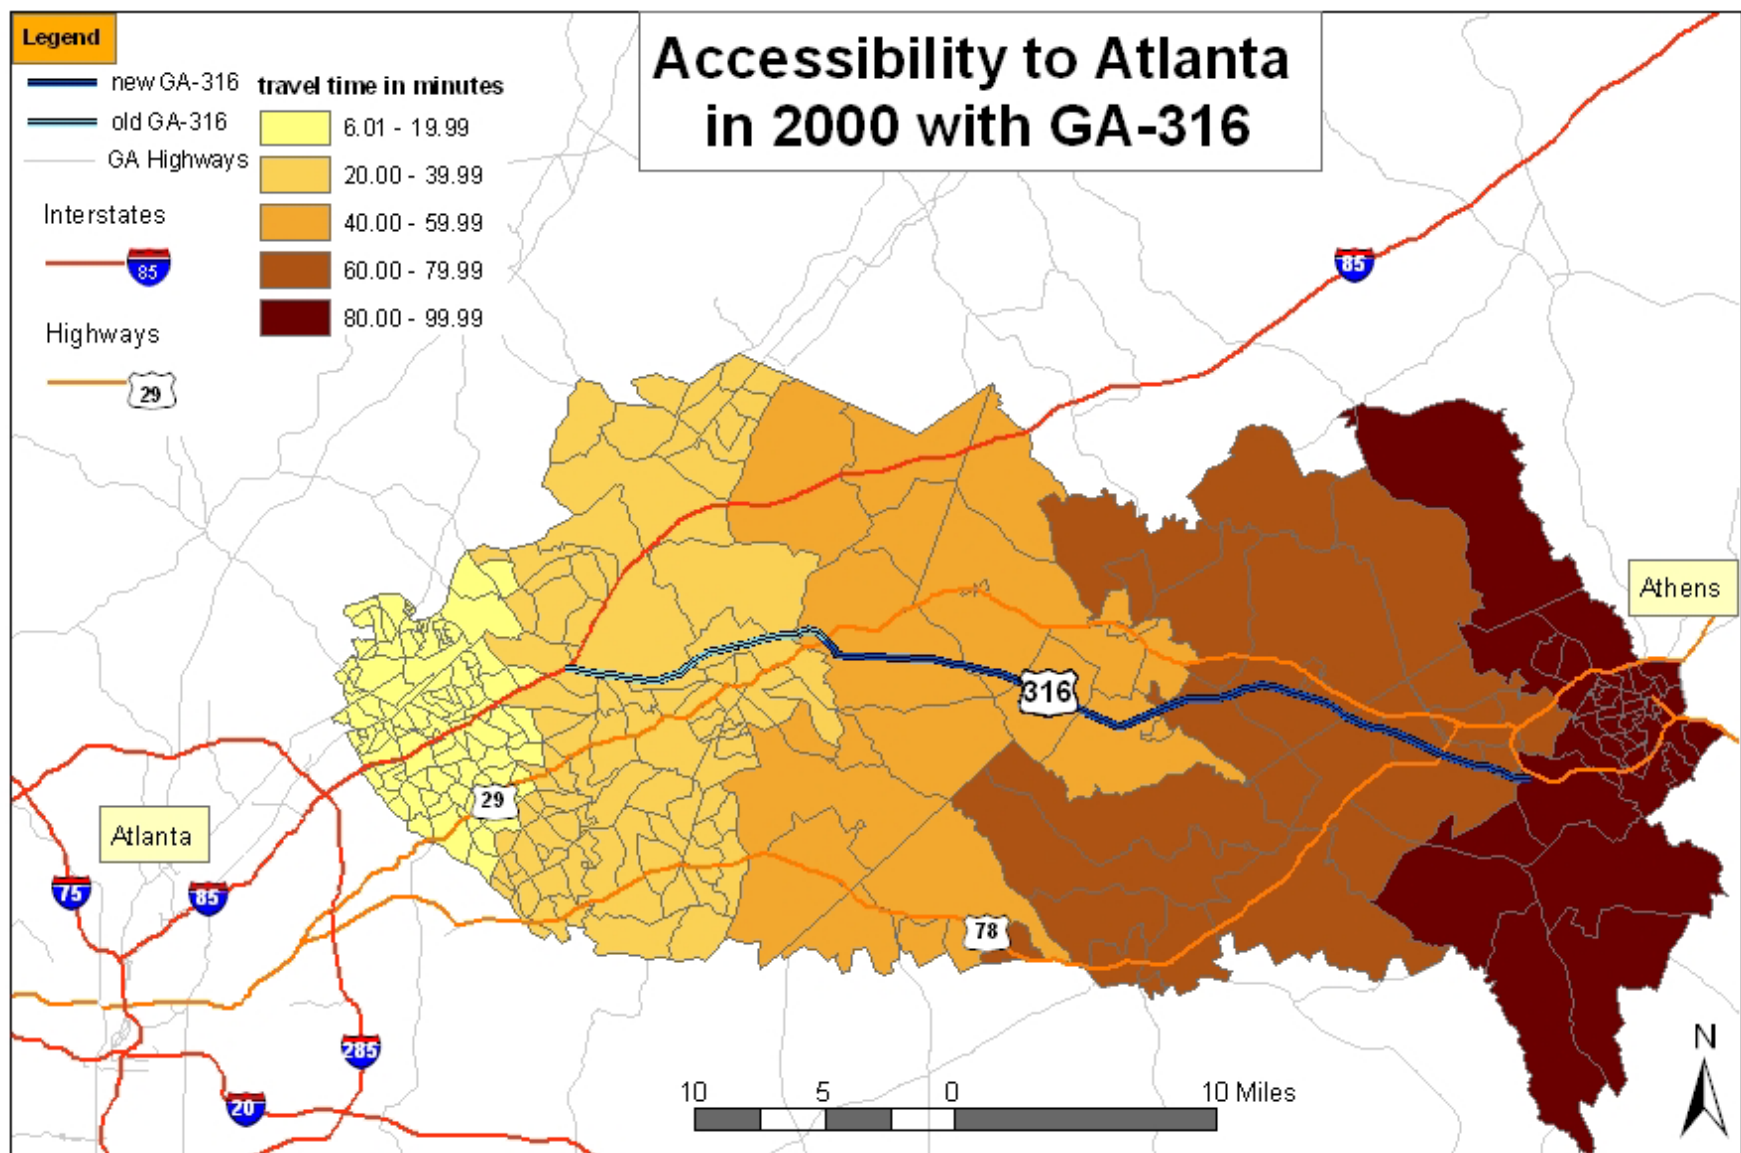 Legend
new GA-316
old GA-316
GA Highways
Interstates
85
Highways
29
travel time in minutes
6.01 - 19.99
20.00 - 39.99
40.00 - 59.99
60.00 - 79.99
80.00 - 99.99
Accessibility to Atlanta
in 2000 with GA-316
85
Athens
316
29
Atlanta
75
85
78
285
20
10 5 0 10 Miles
N